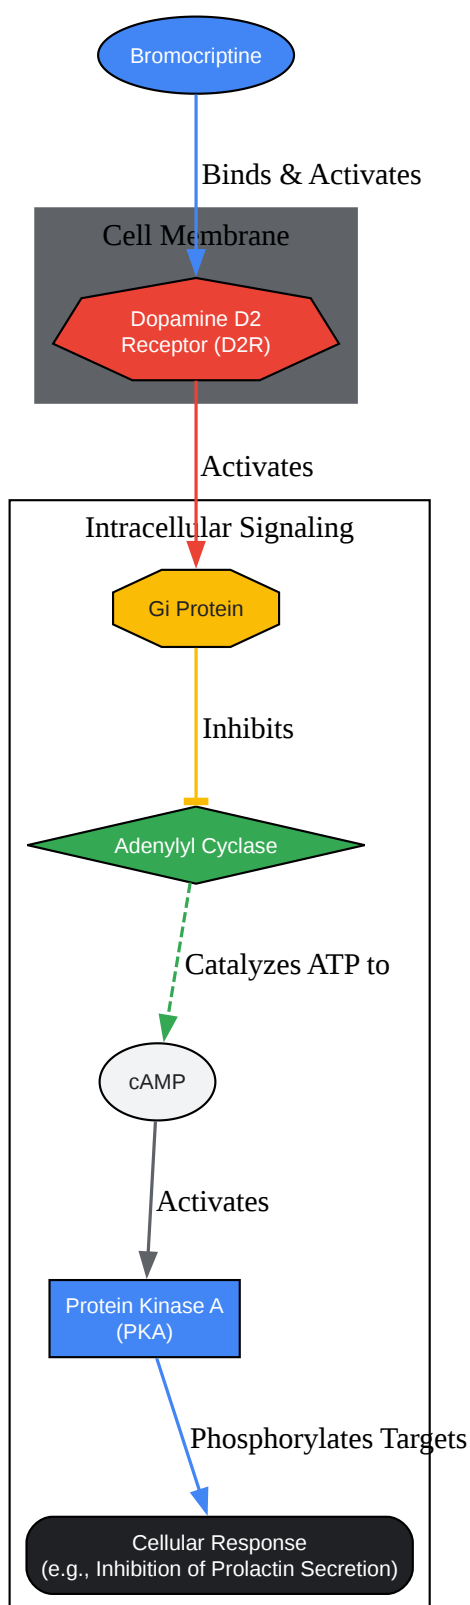 Bromocriptine
Binds & Activates
Cell Membrane
Dopamine D2
Receptor (D2R)
Activates
Intracellular Signaling
Gi Protein
Inhibits
Adenylyl Cyclase
Catalyzes ATP to
cAMP
Activates
Protein Kinase A
(PKA)
Phosphorylates Targets
Cellular Response
(e.g., Inhibition of Prolactin Secretion)